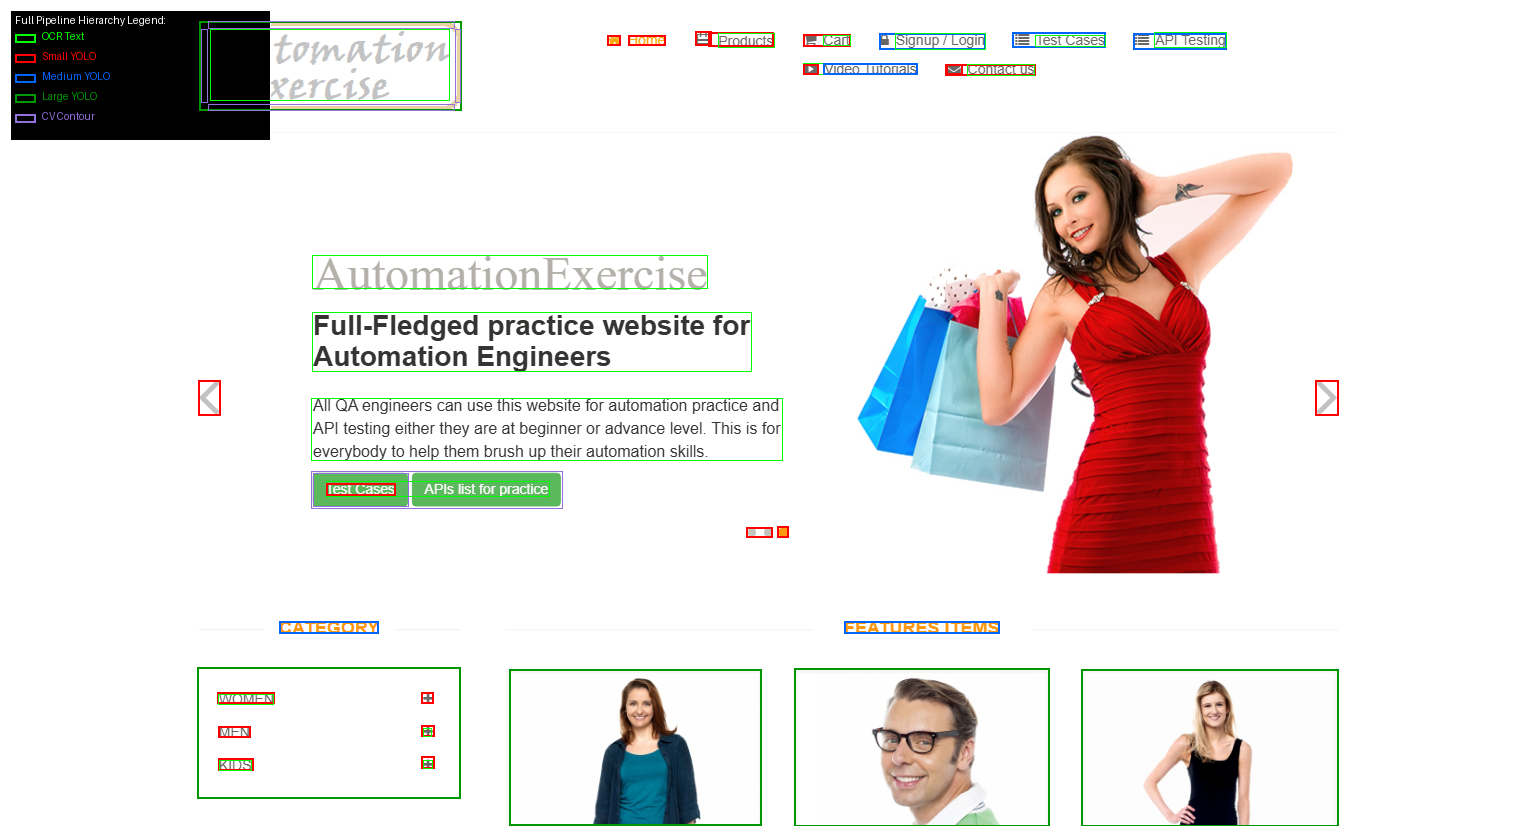 Full Pipeline Hierarchy Legend:
OCR Text
Small YOLO
Medium YOLO
Large YOLO
CV Contour
tomation
xercise
Home
Products
Cart
Signup / Login
Test Cases
API Testing
Video Tutorials
Contact us
AutomationExercise
Full-Fledged practice website for
Automation Engineers
All QA engineers can use this website for automation practice and
API testing either they are at beginner or advance level. This is for
everybody to help them brush up their automation skills.
Test Cases
APIs list for practice
CATEGORY
FEATURES ITEMS
WOMEN
MEN
KIDS